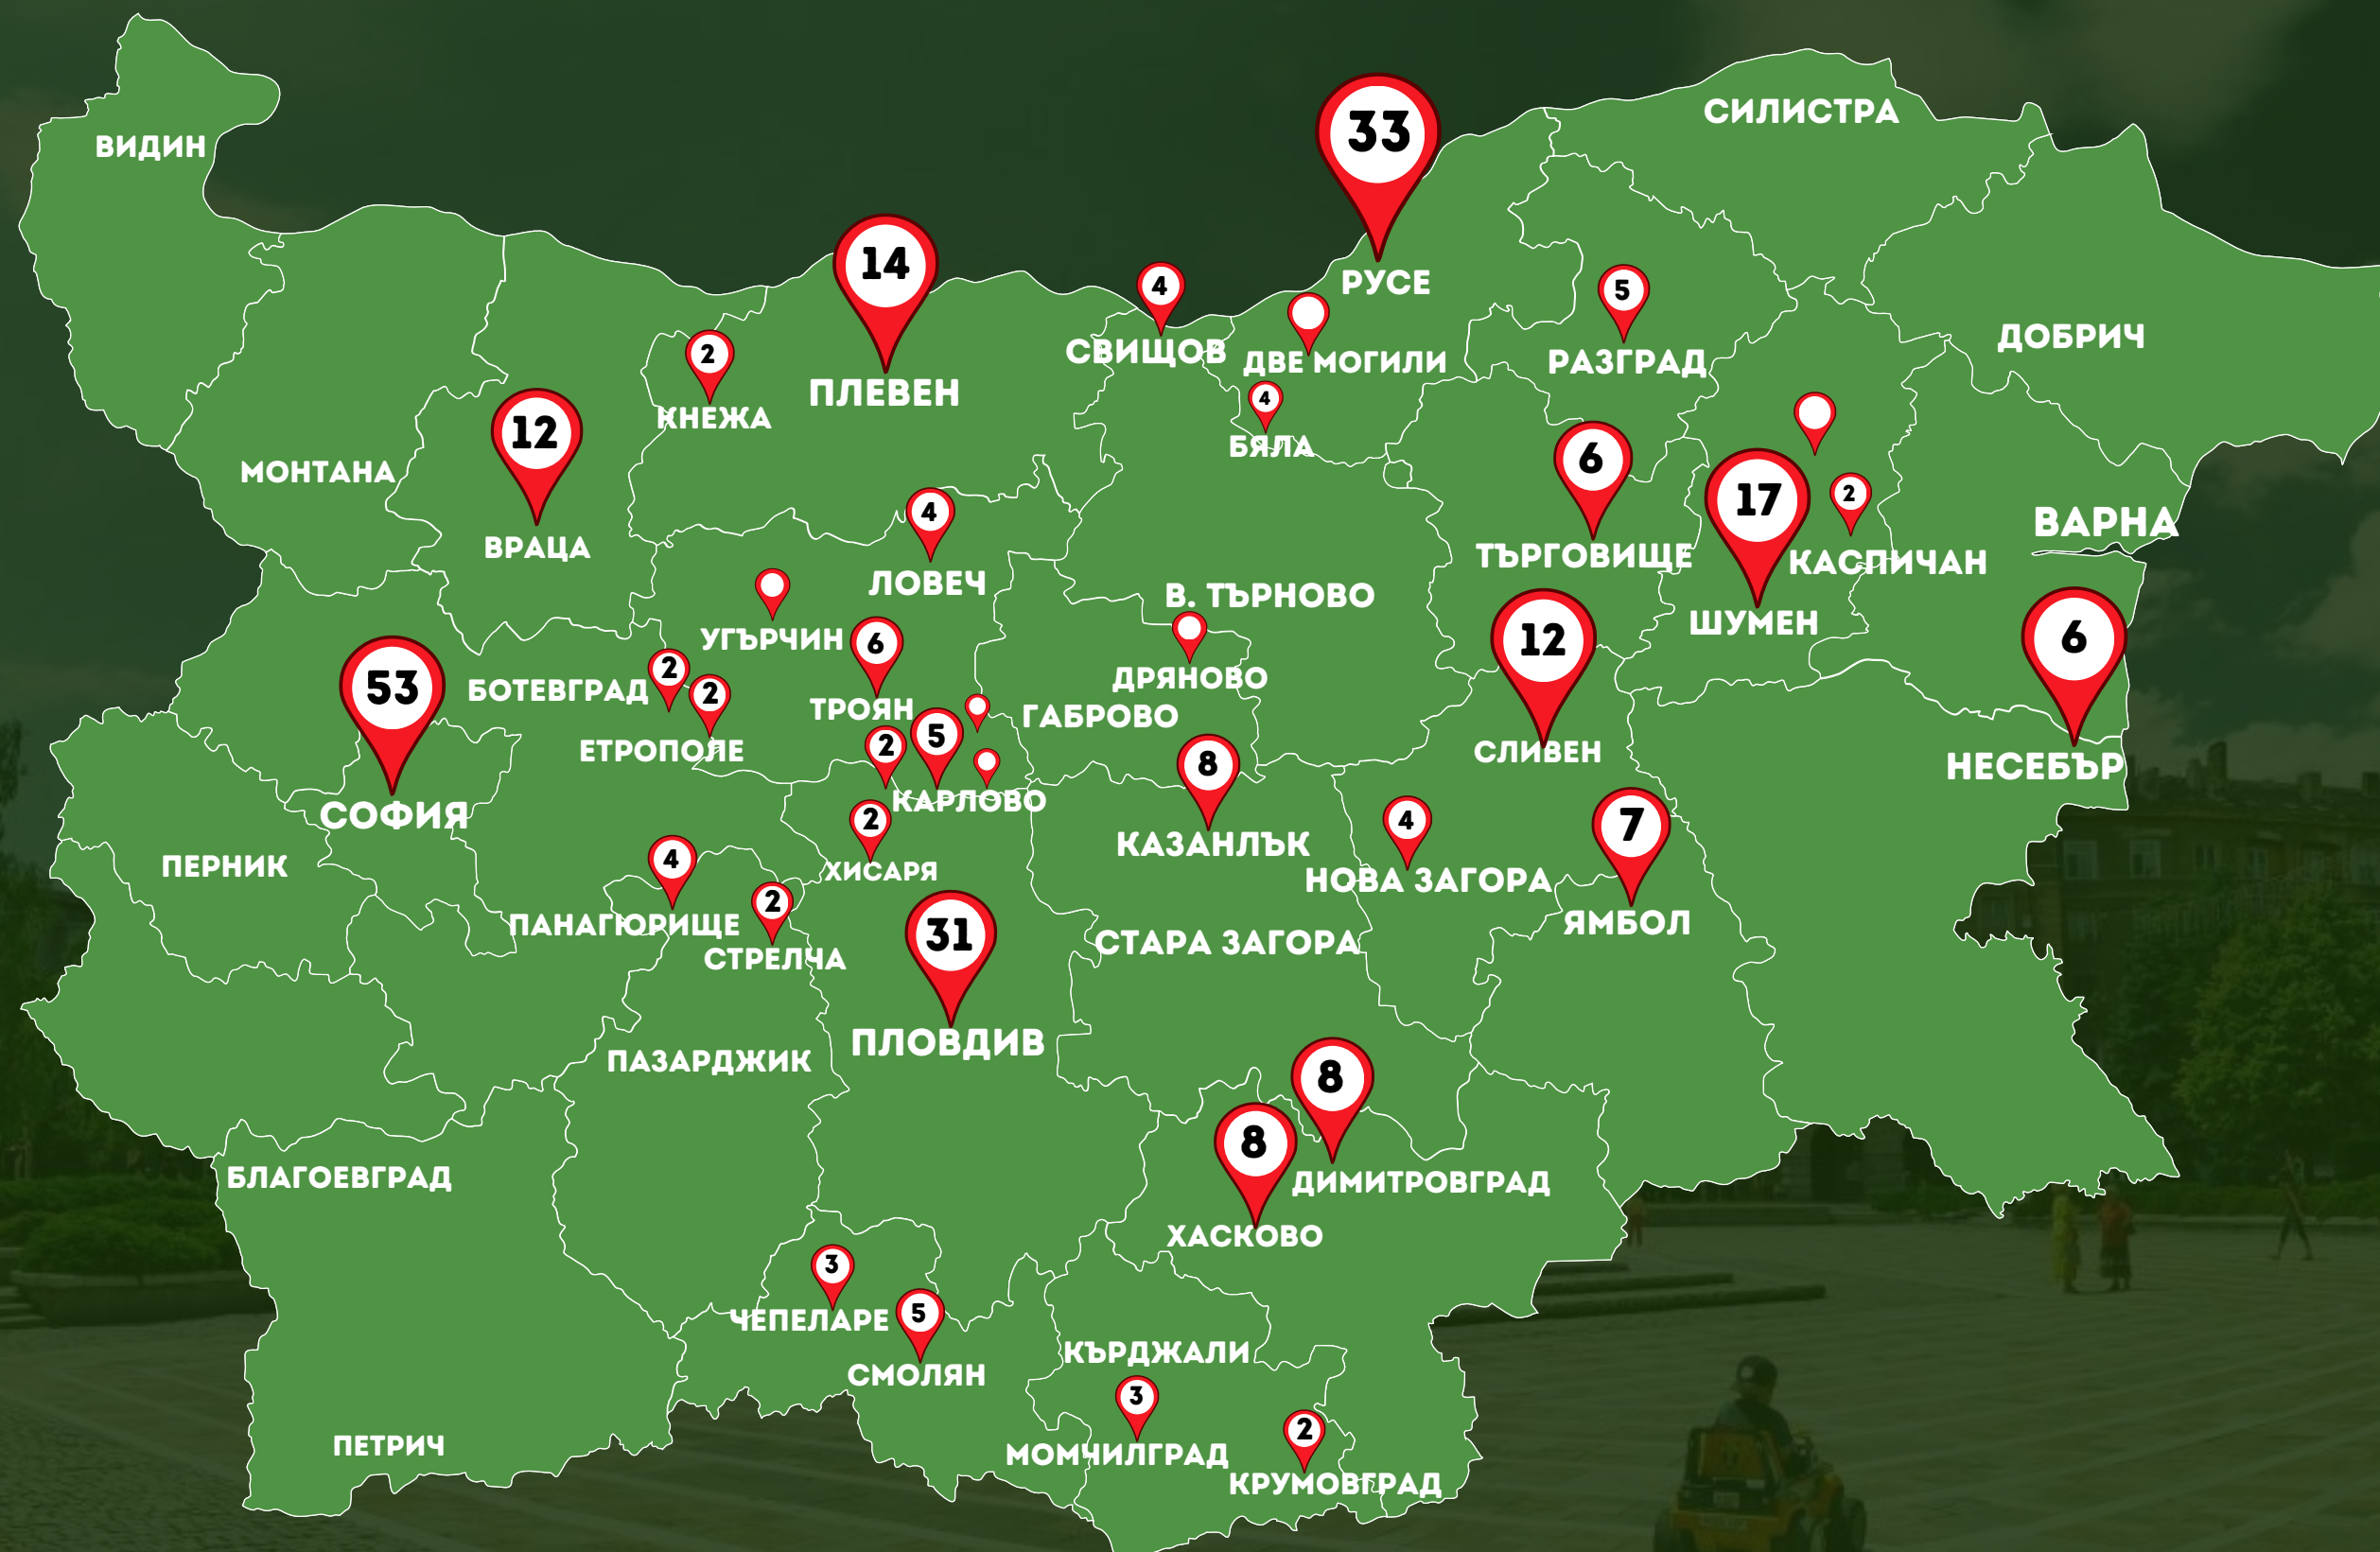 СИЛИСТРА
33
ВИДИН
14
РУСЕ
4
5
ДОБРИЧ
2
СВИЩОВ
ДВЕ МОГИЛИ
РАЗГРАД
ПЛЕВЕН
4
КНЕЖА
12
БЯЛА
6
МОНТАНА
17
2
4
ВАРНА
ВРАЦА
ТЪРГОВИЩЕ
КАСПИЧАН
ЛОВЕЧ
В. ТЪРНОВО
ШУМЕН
УГЪРЧИН
6
12
6
2
ДРЯНОВО
53
БОТЕВГРАД
2
ТРОЯН
ГАБРОВО
2
5
ЕТРОПОЛЕ
СЛИВЕН
8
НЕСЕБЪР
КАРЛОВО
СОФИЯ
2
4
7
КАЗАНЛЪК
ПЕРНИК
4
ХИСАРЯ
НОВА ЗАГОРА
2
ПАНАГЮРИЩЕ
ЯМБОЛ
31
СТАРА ЗАГОРА
СТРЕЛЧА
ПЛОВДИВ
ПАЗАРДЖИК
8
8
БЛАГОЕВГРАД
ДИМИТРОВГРАД
ХАСКОВО
3
5
ЧЕПЕЛАРЕ
КЪРДЖАЛИ
СМОЛЯН
3
2
ПЕТРИЧ
МОМЧИЛГРАД
КРУМОВГРАД